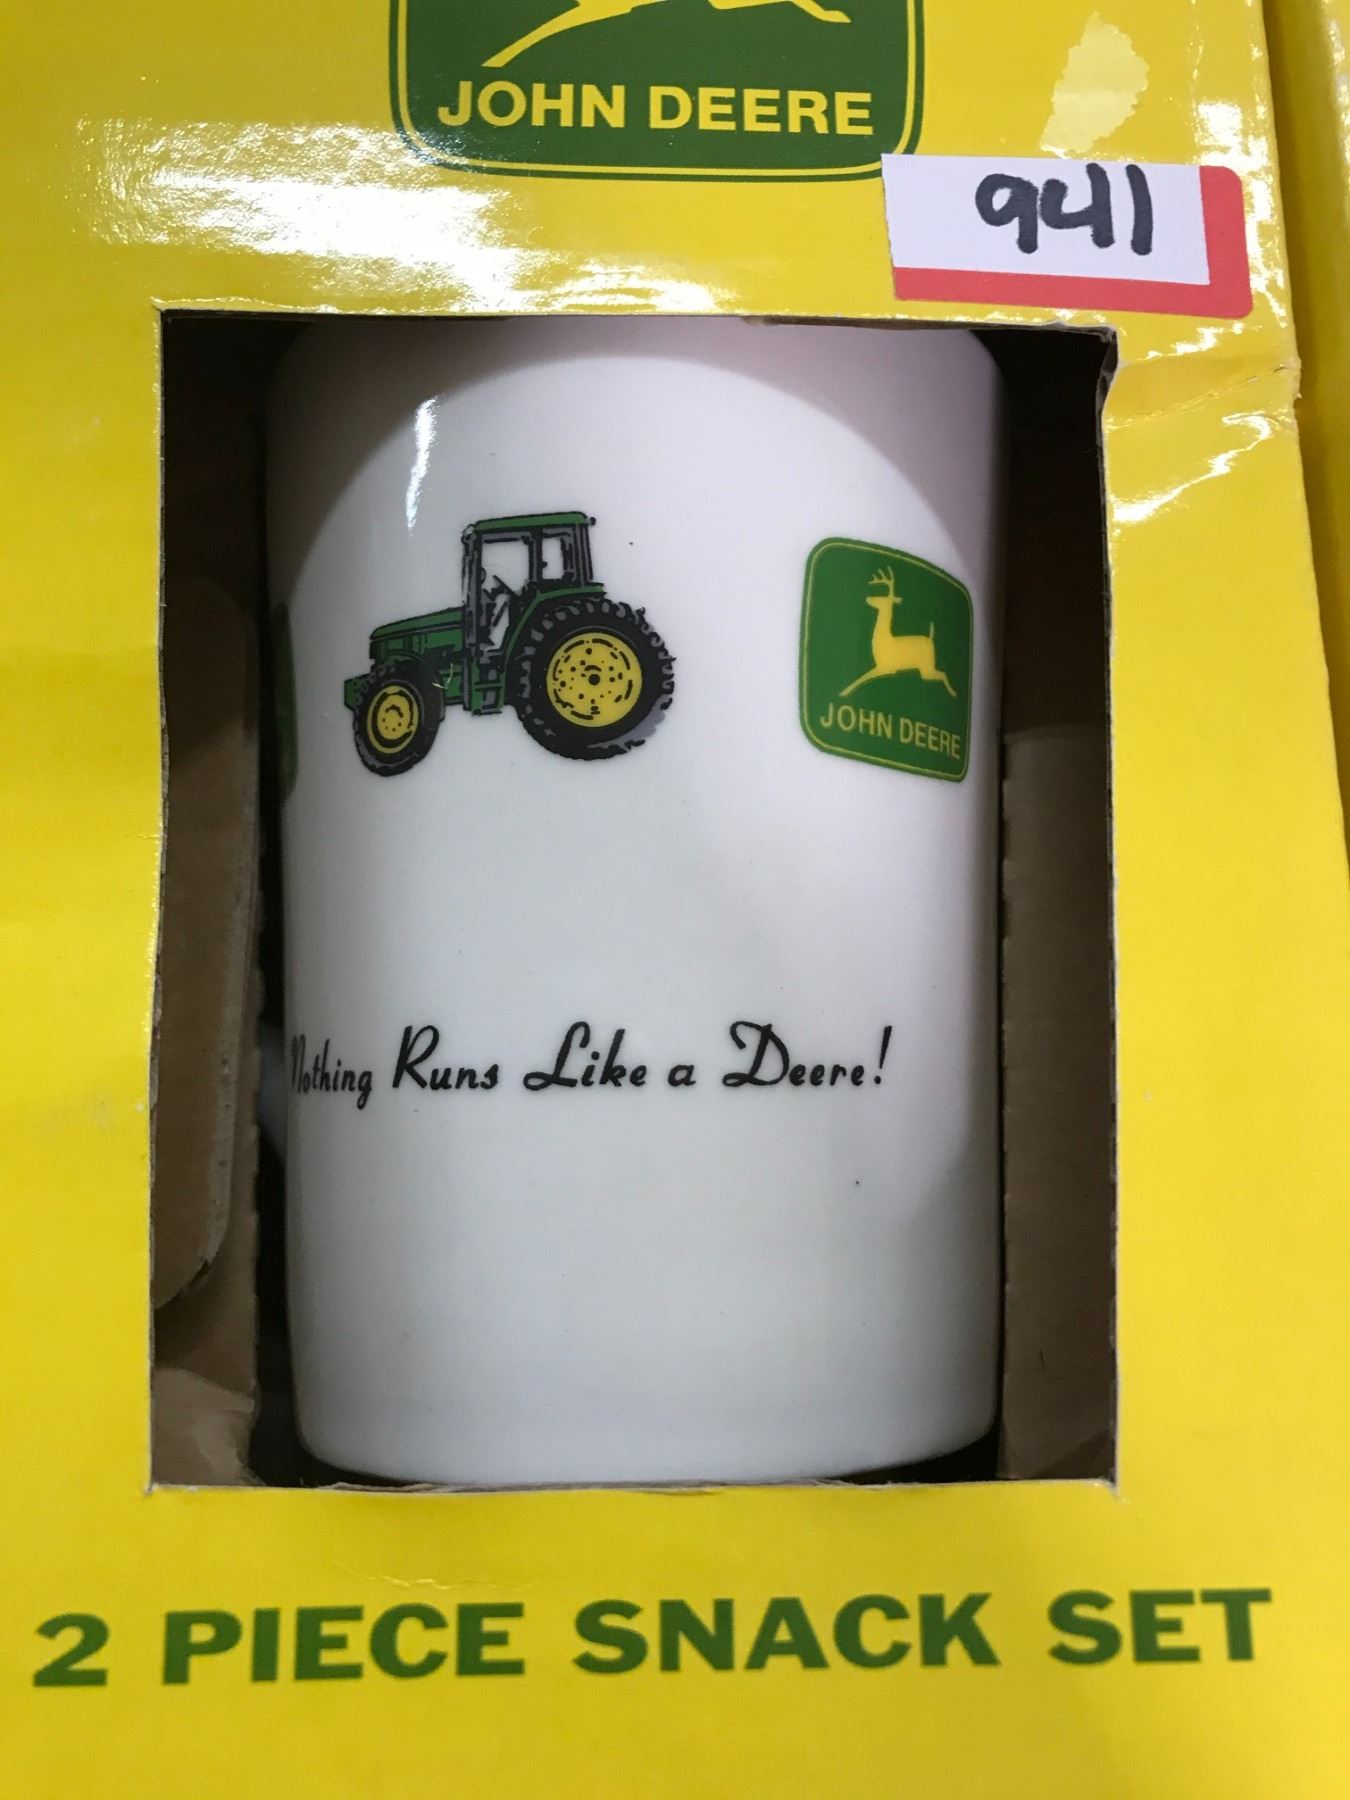 JOHN DEERE
941
JOHN DEERE
Nothing Runs Like a Deere!
2 PIECE SNACK SET